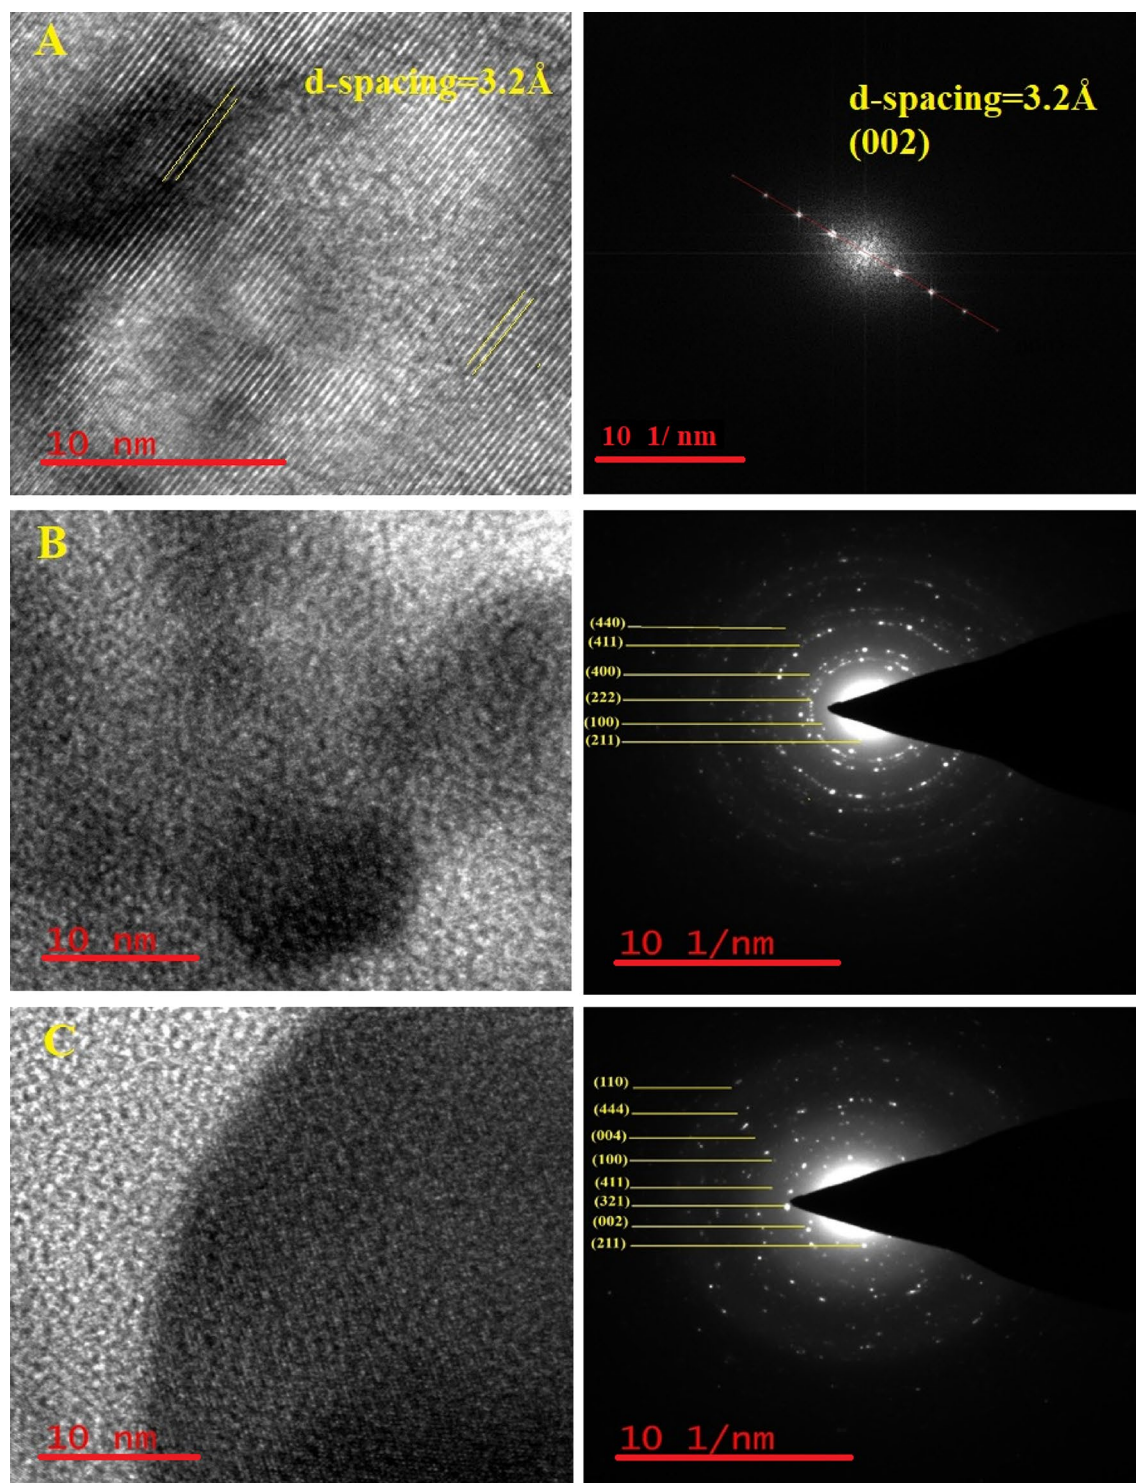 A
d-spacing=3.2Å
10 nm
d-spacing=3.2Å
(002)
10 1/ nm
B
10 nm
(440)
(411)
(400)
(222)
(100)
(211)
10 1/nm
C
10 nm
(110)
(444)
(004)
(100)
(411)
(321)
(002)
(211)
10 1/nm